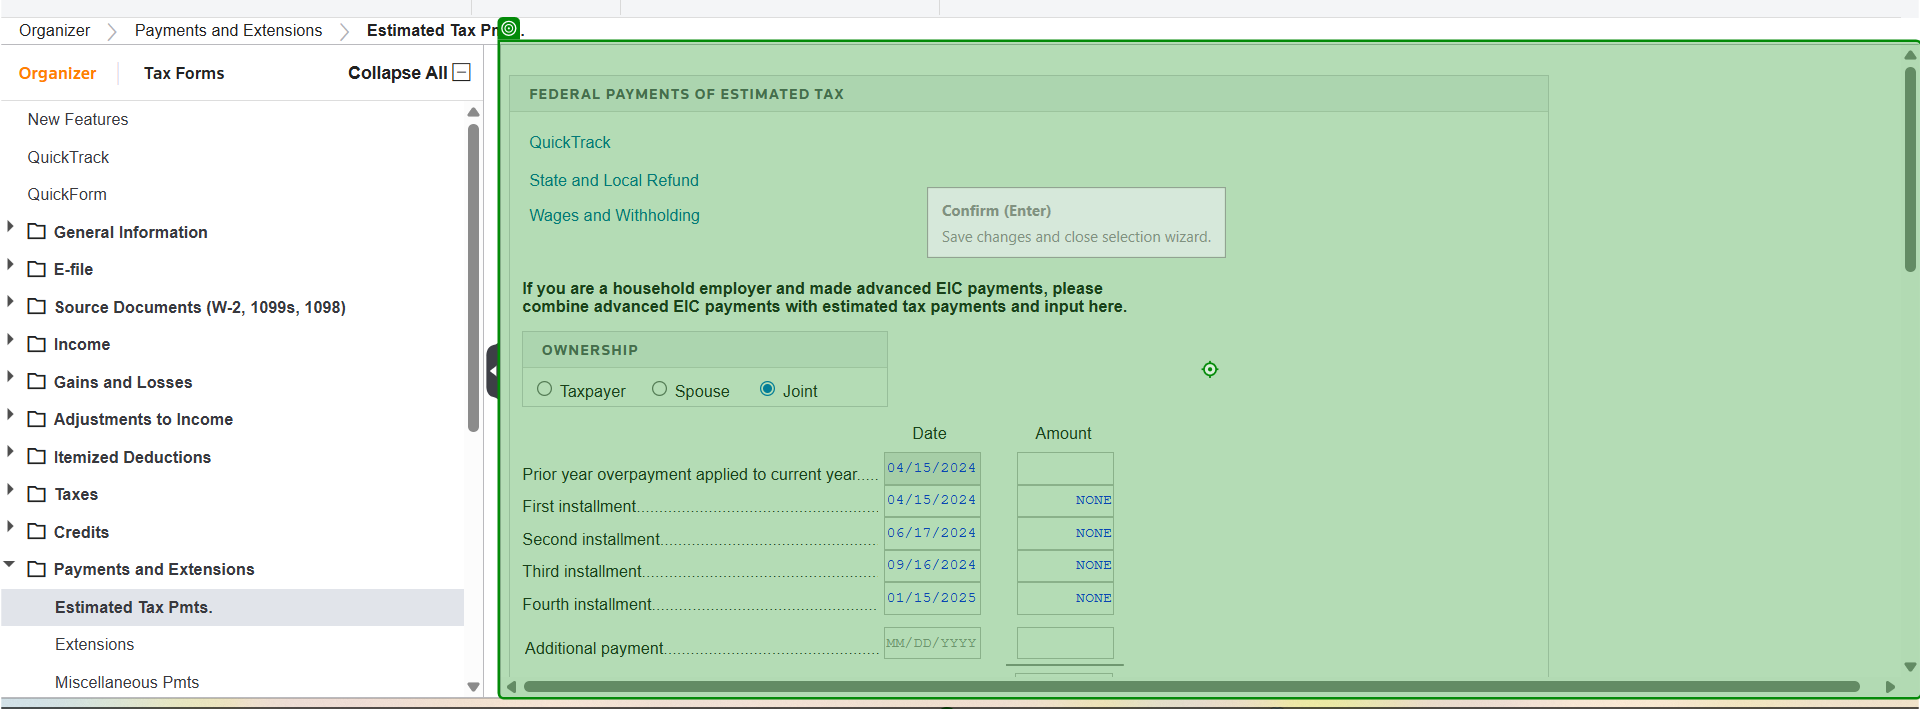 Organizer
Payments and Extensions
Estimated Tax
Organizer
Tax Forms
Collapse All
New Features
QuickTrack
QuickForm
General Information
E-file
Source Documents (W-2, 1099s, 1098)
Income
Gains and Losses
Adjustments to Income
Itemized Deductions
Taxes
Credits
Payments and Extensions
Estimated Tax Pmts.
Extensions
Miscellaneous Pmts
FEDERAL PAYMENTS OF ESTIMATED TAX
QuickTrack
State and Local Refund
Wages and Withholding
Confirm (Enter)
Save changes and close selection wizard.
If you are a household employer and made advanced EIC payments, please
combine advanced EIC payments with estimated tax payments and input here.
OWNERSHIP
Taxpayer Spouse Joint
Date Amount
Prior year overpayment applied to current year..... 04/15/2024
First installment.................................................... 04/15/2024 NONE
Second installment.............................................. 06/17/2024 NONE
Third installment.................................................. 09/16/2024 NONE
Fourth installment................................................ 01/15/2025 NONE
Additional payment.............................................. MM/DD/YYYY